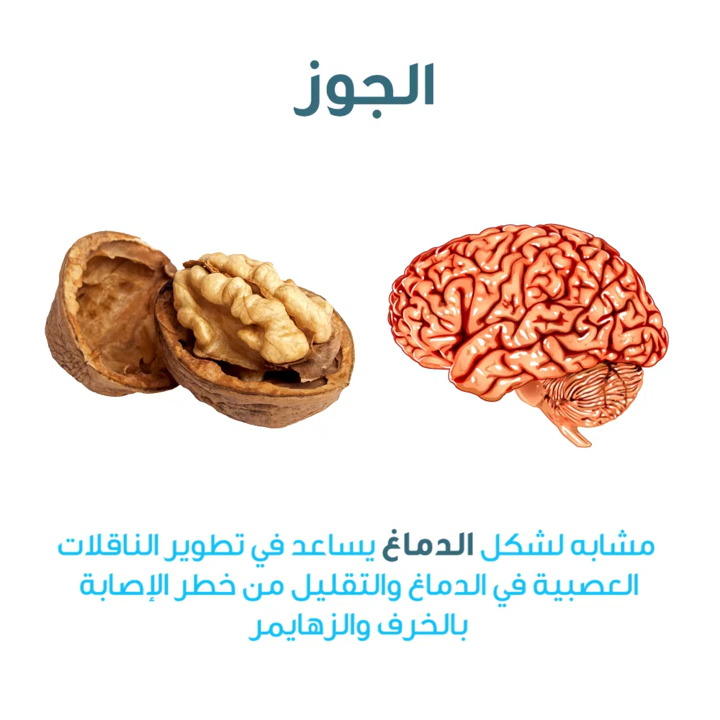 الجوز
مشابه لشكل الدماغ يساعد في تطوير الناقلات
العصبية في الدماغ والتقليل من خطر الإصابة
بالخرف والزهايمر